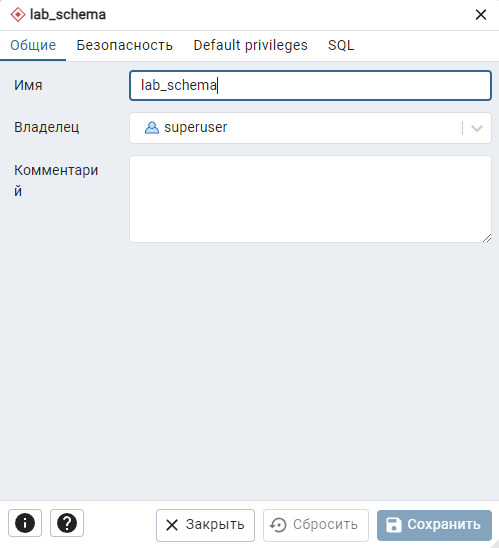 lab_schema
Общие Безопасность Default privileges SQL
Имя lab_schema
Владелец superuser
Комментари
й
Закрыть Сбросить Сохранить